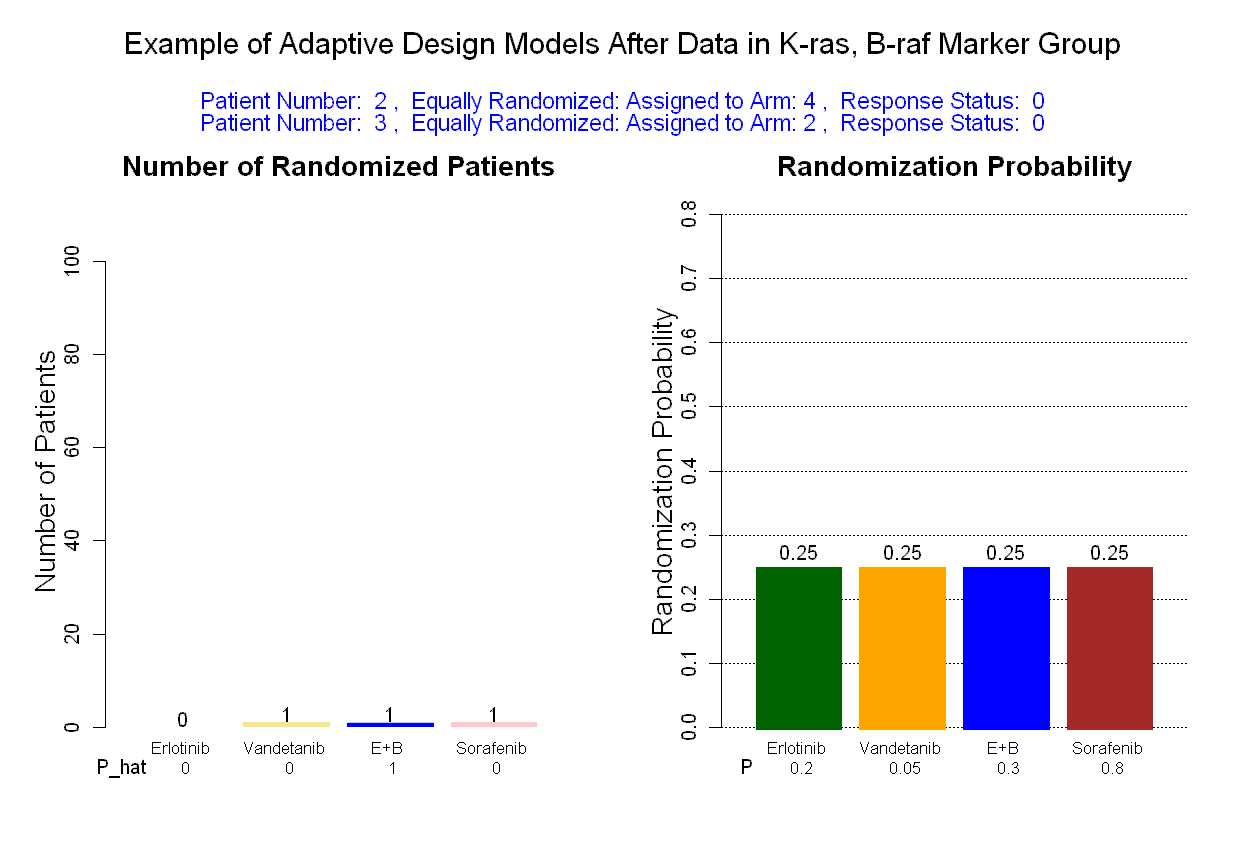 Example of Adaptive Design Models After Data in K-ras, B-raf Marker Group
Patient Number: 2 , Equally Randomized: Assigned to Arm: 4 , Response Status: 0
Patient Number: 3 , Equally Randomized: Assigned to Arm: 2 , Response Status: 0
Number of Randomized Patients
Number of Patients
100
80
60
40
20
0
0 1 1 1
Erlotinib Vandetanib E+B Sorafenib
P_hat 0 0 1 0
Randomization Probability
Randomization Probability
0.8
0.7
0.6
0.5
0.4
0.3
0.2
0.1
0.0
0.25 0.25 0.25 0.25
Erlotinib Vandetanib E+B Sorafenib
P 0.2 0.05 0.3 0.8